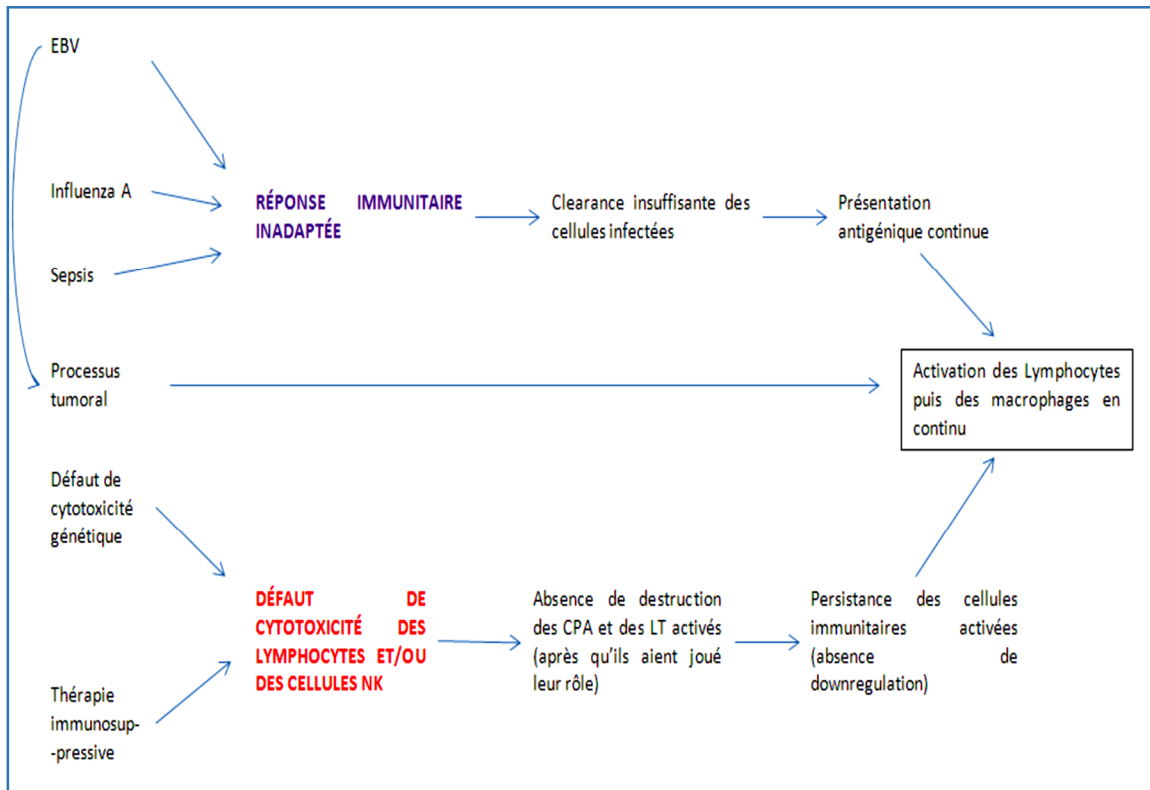 EBV
Influenza A
Sepsis
RÉPONSE IMMUNITAIRE
INADAPTÉE
Clearance insuffisante des
cellules infectées
Présentation
antigénique continue
Processus
tumoral
Activation des Lymphocytes
puis des macrophages en
continu
Défaut de
cytotoxicité
génétique
Thérapie
immunosup-
-pressive
DÉFAUT DE
CYTOTOXICITÉ DES
LYMPHOCYTES ET/OU
DES CELLULES NK
Absence de destruction
des CPA et des LT activés
(après qu'ils aient joué
leur rôle)
Persistance des cellules
immunitaires activées
(absence de
downregulation)